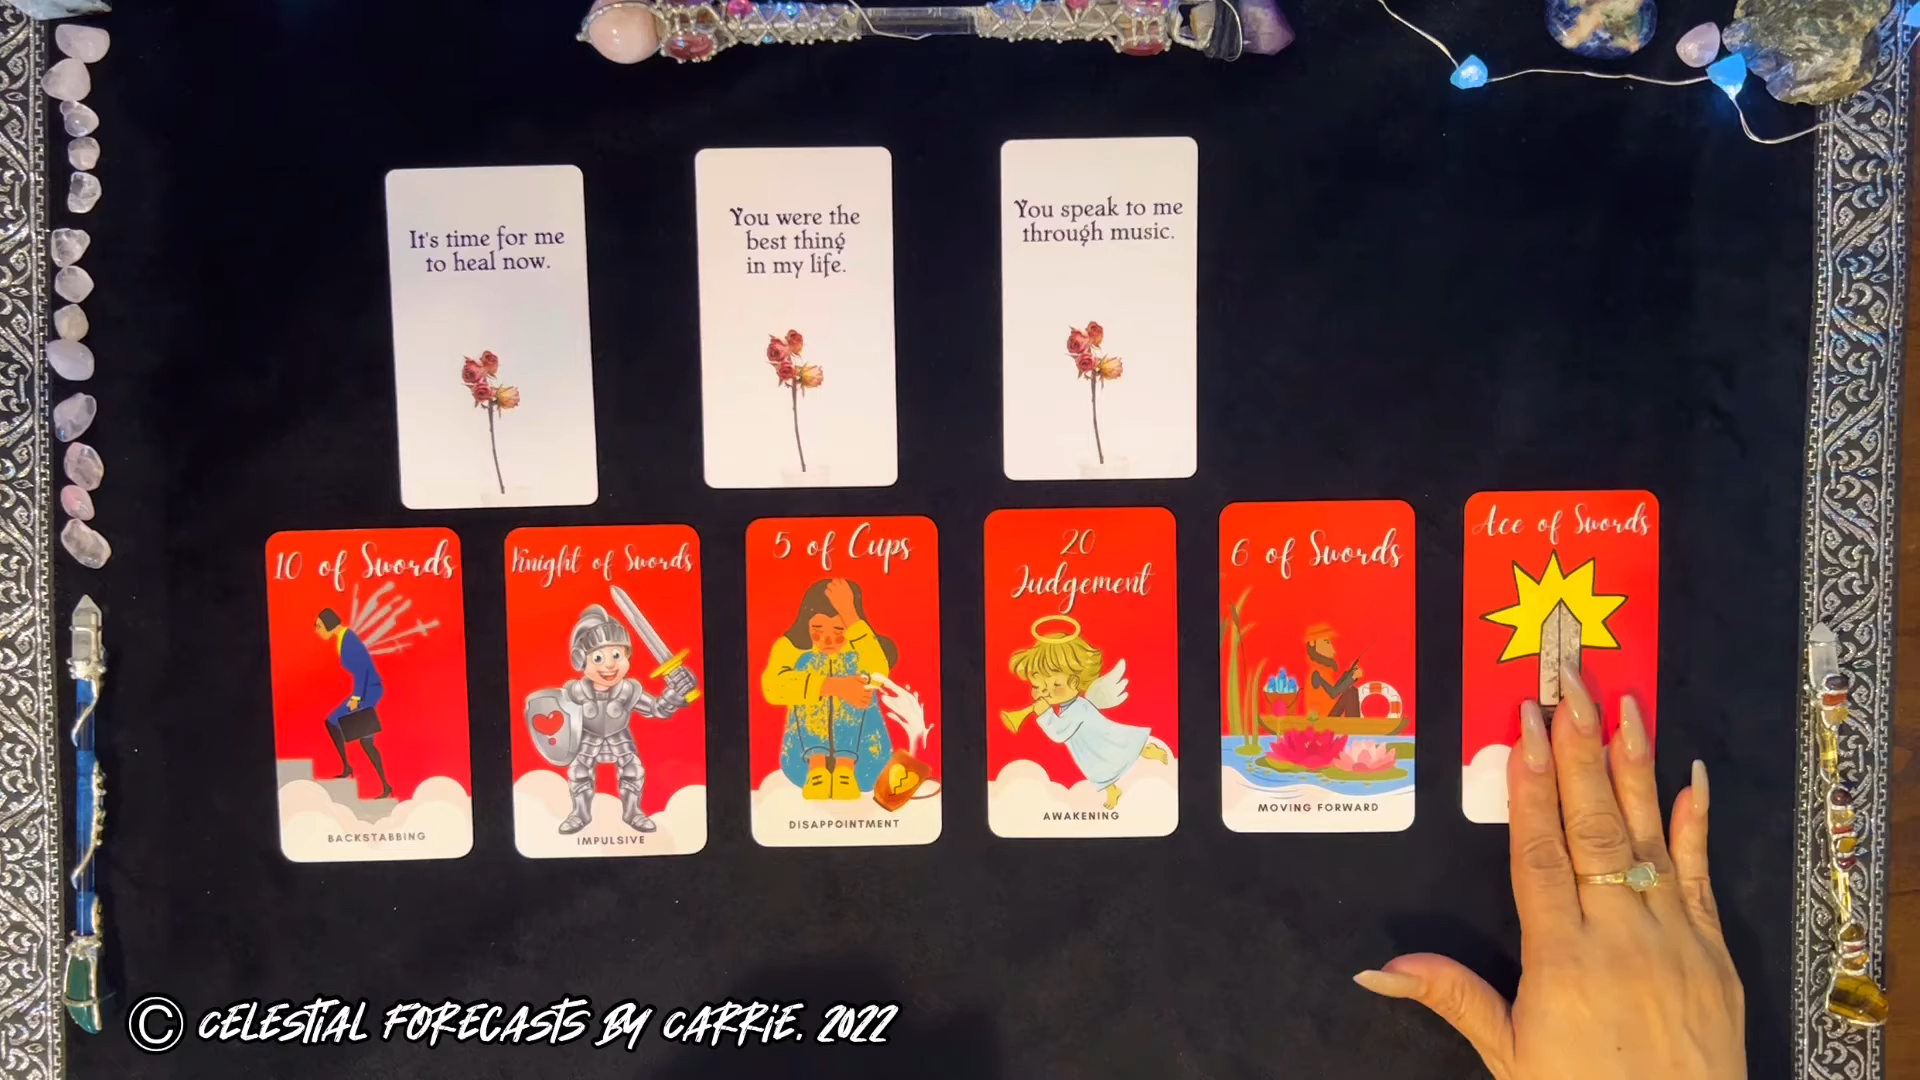 It's time for me
to heal now.
You were the
best thing
in my life.
You speak to me
through music.
10 of Swords
BACKSTABBING
Knight of Swords
IMPULSIVE
5 of Cups
DISAPPOINTMENT
20
Judgement
AWAKENING
6 of Swords
MOVING FORWARD
Ace of Swords
© CELESTIAL FORECASTS BY CARRIE. 2022